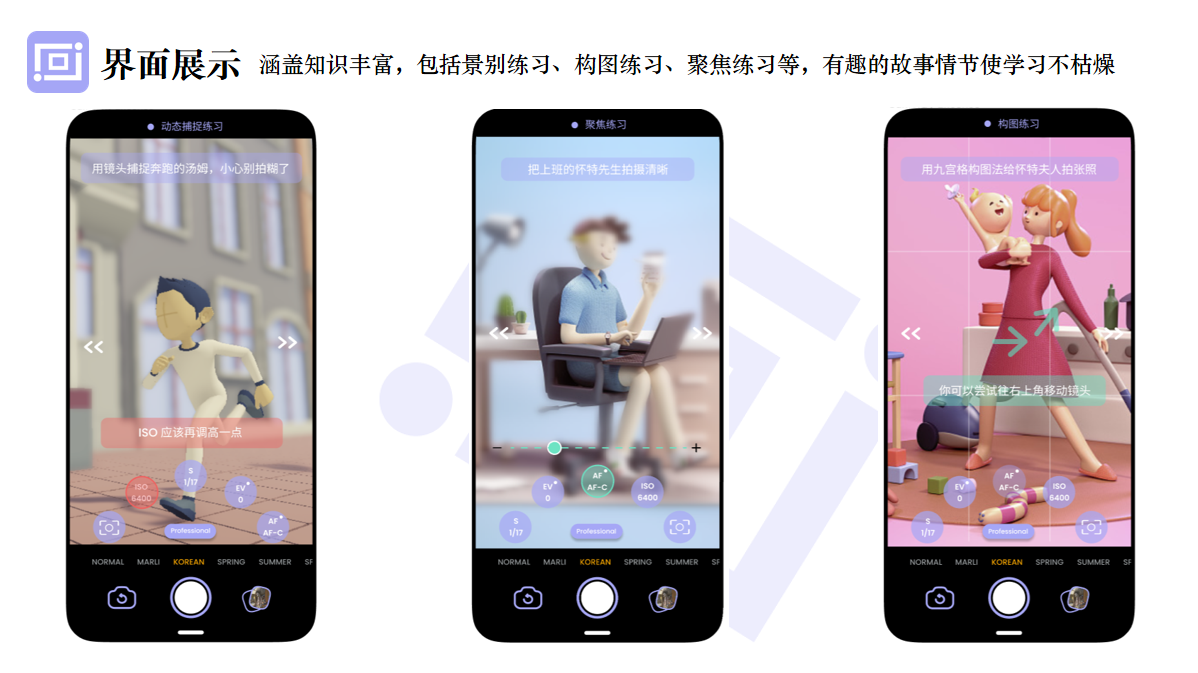 界面展示
涵盖知识丰富，包括景别练习、构图练习、聚焦练习等，有趣的故事情节使学习不枯燥
动态捕捉练习
用镜头捕捉奔跑的汤姆，小心别拍糊了
ISO 应该再调高一点
S
1/17
ISO
6400
EV
0
AF
AF-C
Professional
NORMAL MARLI KOREAN SPRING SUMMER SF
聚焦练习
把上班的怀特先生拍摄清晰
− +
AF
AF-C
EV
0
ISO
6400
S
1/17
Professional
NORMAL MARLI KOREAN SPRING SUMMER SF
构图练习
用九宫格构图法给怀特夫人拍张照
你可以尝试往右上角移动镜头
AF
AF-C
EV
0
ISO
6400
S
1/17
Professional
NORMAL MARLI KOREAN SPRING SUMMER SF